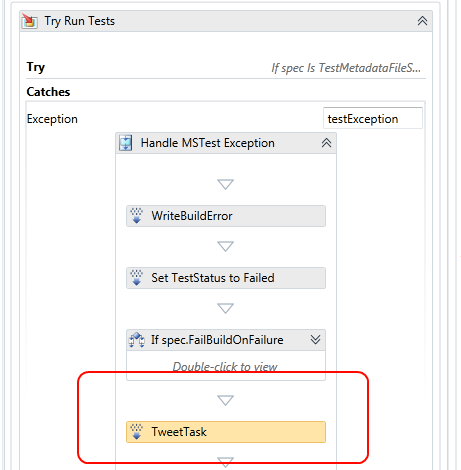 Try Run Tests
Try
If spec Is TestMetadataFileS...
Catches
Exception
testException
Handle MSTest Exception
WriteBuildError
Set TestStatus to Failed
If spec.FailBuildOnFailure
Double-click to view
TweetTask